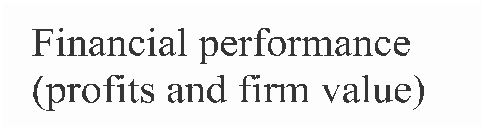 Financial performance
(profits and firm value)